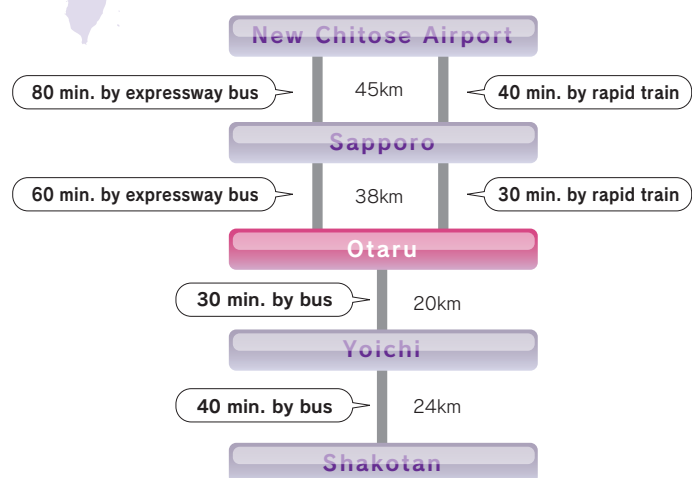 New Chitose Airport
80 min. by expressway bus
45km
40 min. by rapid train
Sapporo
60 min. by expressway bus
38km
30 min. by rapid train
Otaru
30 min. by bus
20km
Yoichi
40 min. by bus
24km
Shakotan